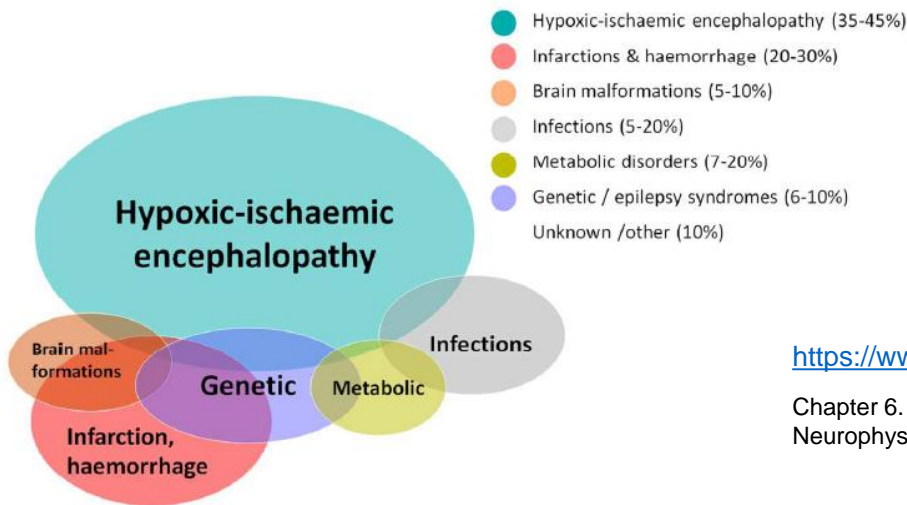 Hypoxic-ischaemic encephalopathy (35-45%)
Infarctions & haemorrhage (20-30%)
Brain malformations (5-10%)
Infections (5-20%)
Metabolic disorders (7-20%)
Genetic / epilepsy syndromes (6-10%)
Unknown /other (10%)
Hypoxic-ischaemic
encephalopathy
Brain mal-
formations
Genetic
Metabolic
Infections
Infarction,
haemorrhage
https://ww
Chapter 6.
Neurophys